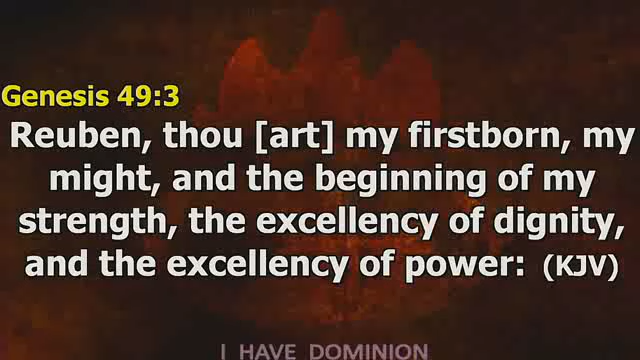 Genesis 49:3
Reuben, thou [art] my firstborn, my
might, and the beginning of my
strength, the excellency of dignity,
and the excellency of power: (KJV)
I HAVE DOMINION